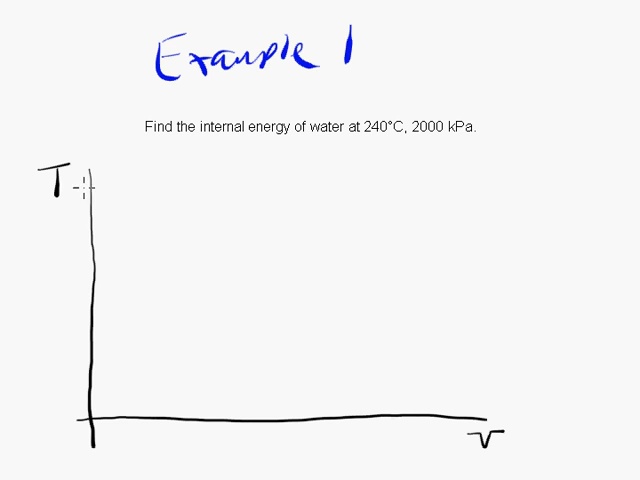 Example 1
Find the internal energy of water at 240°C, 2000 kPa.
T
v